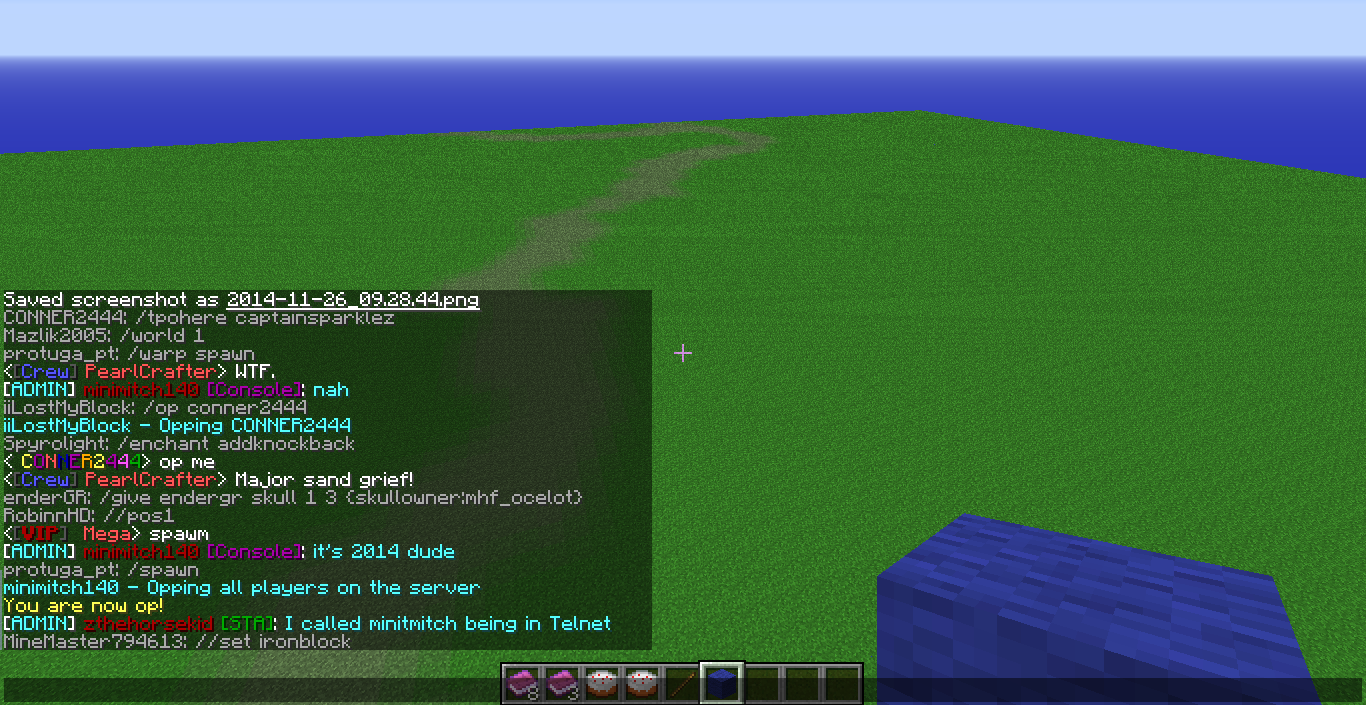 Saved screenshot as 2014-11-26_09.28.44.png
CONNER2444: /tpohere captainsparklez
Mazlik2005: /world 1
protuga_pt: /warp spawn
<[Crew] PearlCrafter> WTF.
[ADMIN] minimitch140 [Console]: nah
iiLostMyBlock: /op conner2444
iiLostMyBlock - Opping CONNER2444
Spyrolight: /enchant addknockback
< CONNER2444> op me
<[Crew] PearlCrafter> Major sand grief!
enderGR: /give endergr skull 1 3 {skullowner:mhf_ocelot}
RobinnHD: //pos1
<[VIP] Mega> spawm
[ADMIN] minimitch140 [Console]: it's 2014 dude
protuga_pt: /spawn
minimitch140 - Opping all players on the server
You are now op!
[ADMIN] zthehorsekid [STA]: I called minitmitch being in Telnet
MineMaster794613: //set ironblock
8 3